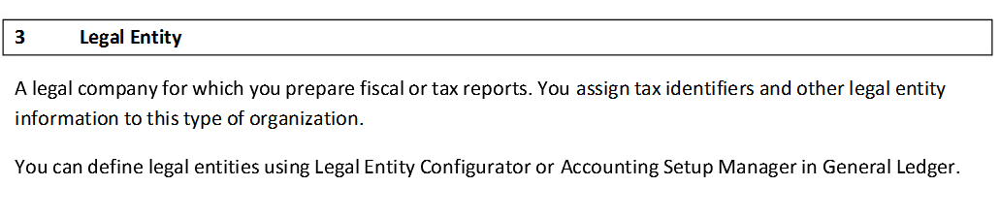 3 Legal Entity
A legal company for which you prepare fiscal or tax reports. You assign tax identifiers and other legal entity
information to this type of organization.
You can define legal entities using Legal Entity Configurator or Accounting Setup Manager in General Ledger.